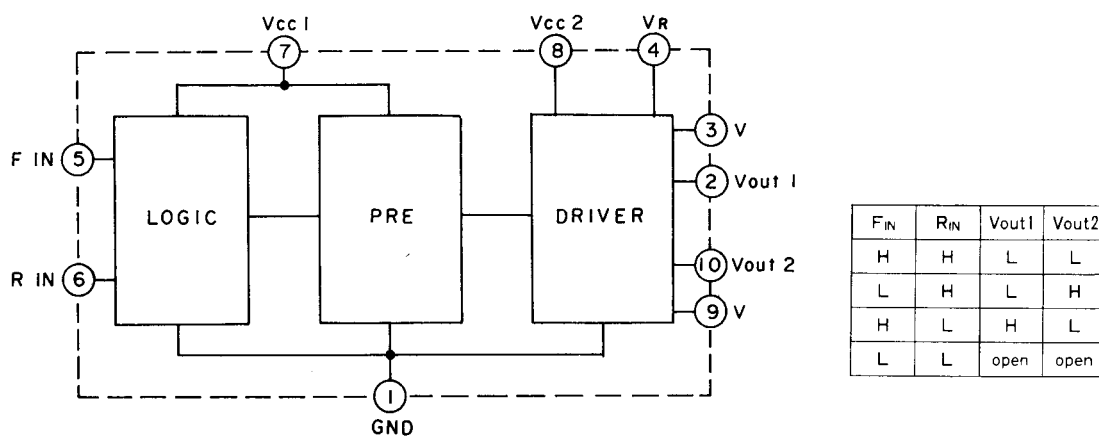 Vcc 1
Vcc 2
VR
7
8
4
3 V
F IN 5
2 Vout 1
LOGIC
PRE
DRIVER
R IN 6
10 Vout 2
9 V
1
GND
FIN RIN Vout1 Vout2
H H L L
L H L H
H L H L
L L open open